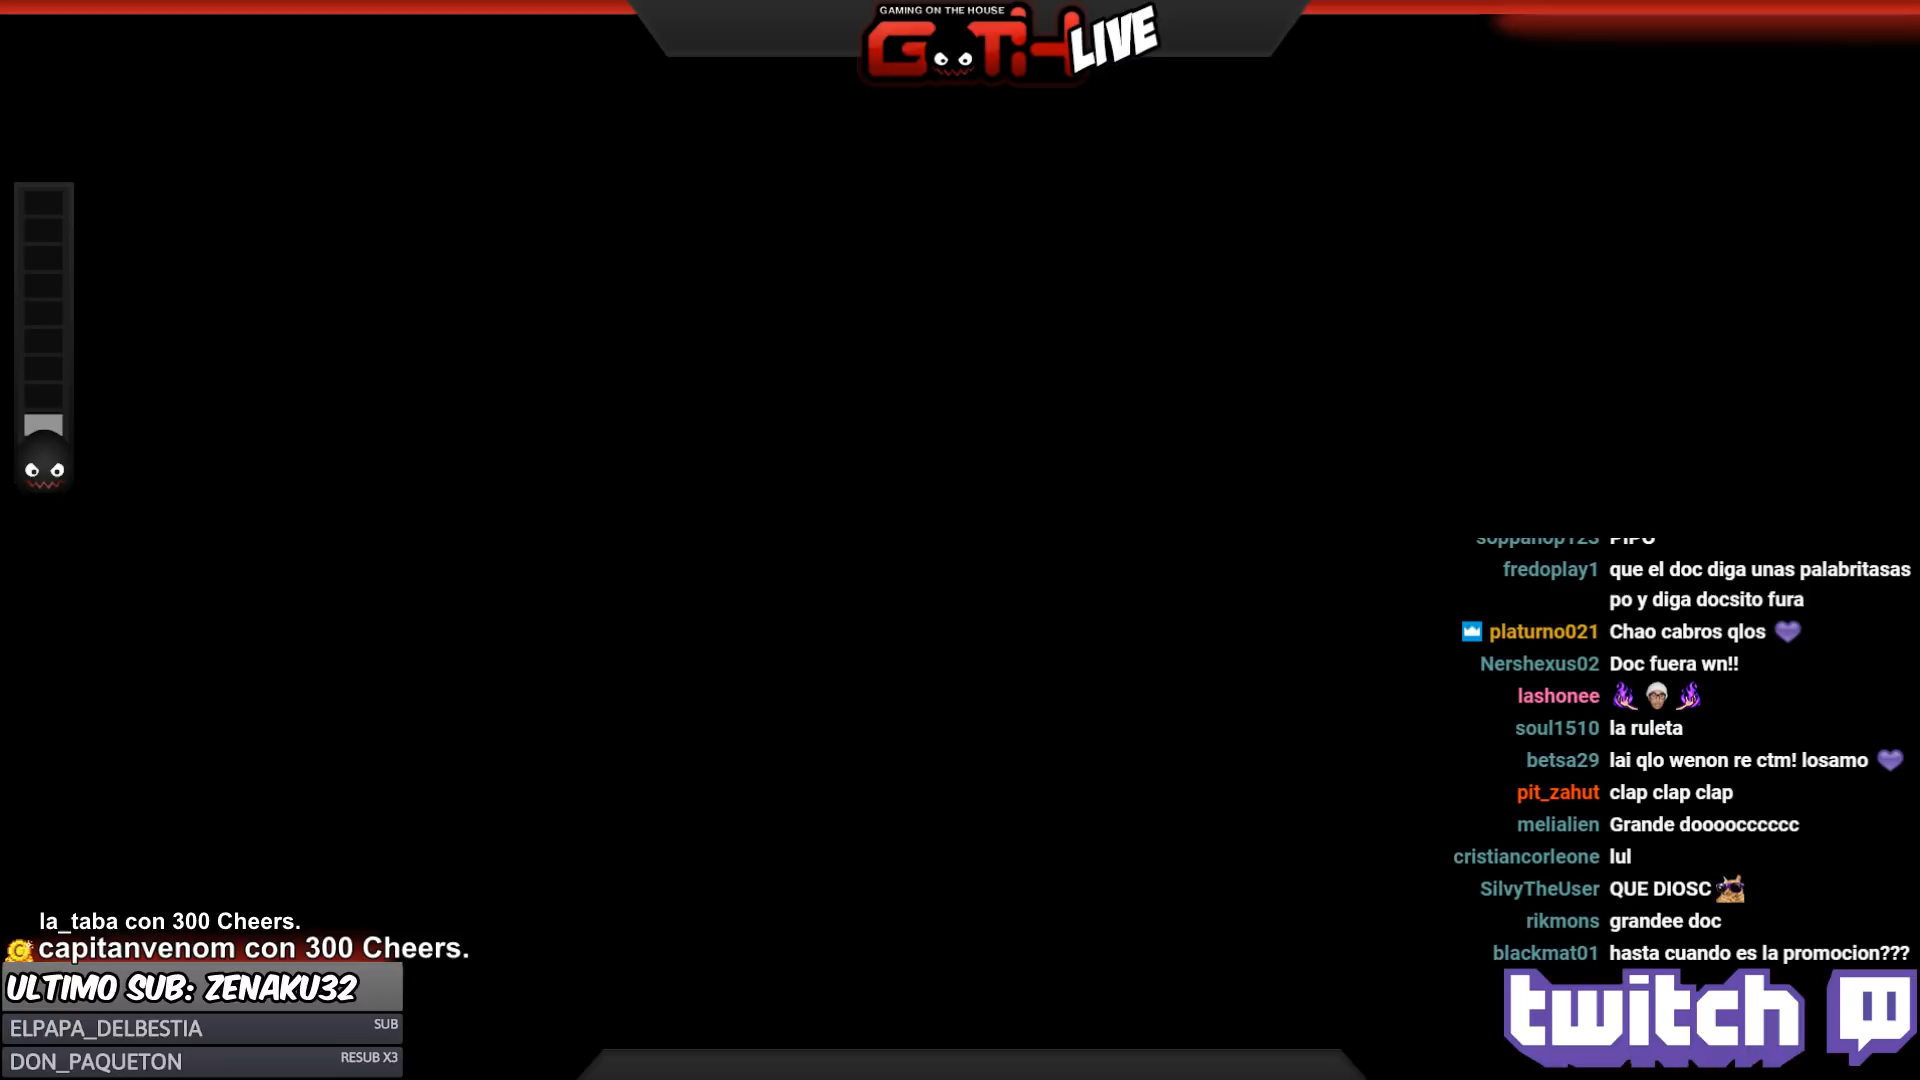 GAMING ON THE HOUSE
GOTH LIVE
fredoplay1 que el doc diga unas palabritasas
po y diga docsito fura
platurno021 Chao cabros qlos
Nershexus02 Doc fuera wn!!
lashonee
soul1510 la ruleta
betsa29 lai qlo wenon re ctm! losamo
pit_zahut clap clap clap
melialien Grande doooocccccc
cristiancorleone lul
SilvyTheUser QUE DIOSC
rikmons grandee doc
blackmat01 hasta cuando es la promocion???
la_taba con 300 Cheers.
capitanvenom con 300 Cheers.
ULTIMO SUB: ZENAKU32
ELPAPA_DELBESTIA SUB
DON_PAQUETON RESUB X3
twitch